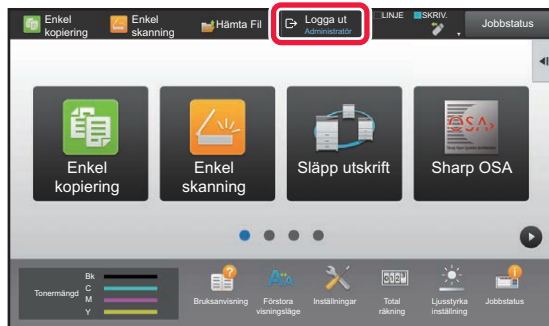 Enkel
kopiering
Enkel
skanning
Hämta Fil
Logga ut
Administratör
LINJE
SKRIV.
Jobbstatus
Enkel
kopiering
Enkel
skanning
Släpp utskrift
Sharp OSA
Tonermängd
Bk
C
M
Y
Bruksanvisning
Förstora
visningsläge
Inställningar
Total
räkning
Ljusstyrka
inställning
Jobbstatus